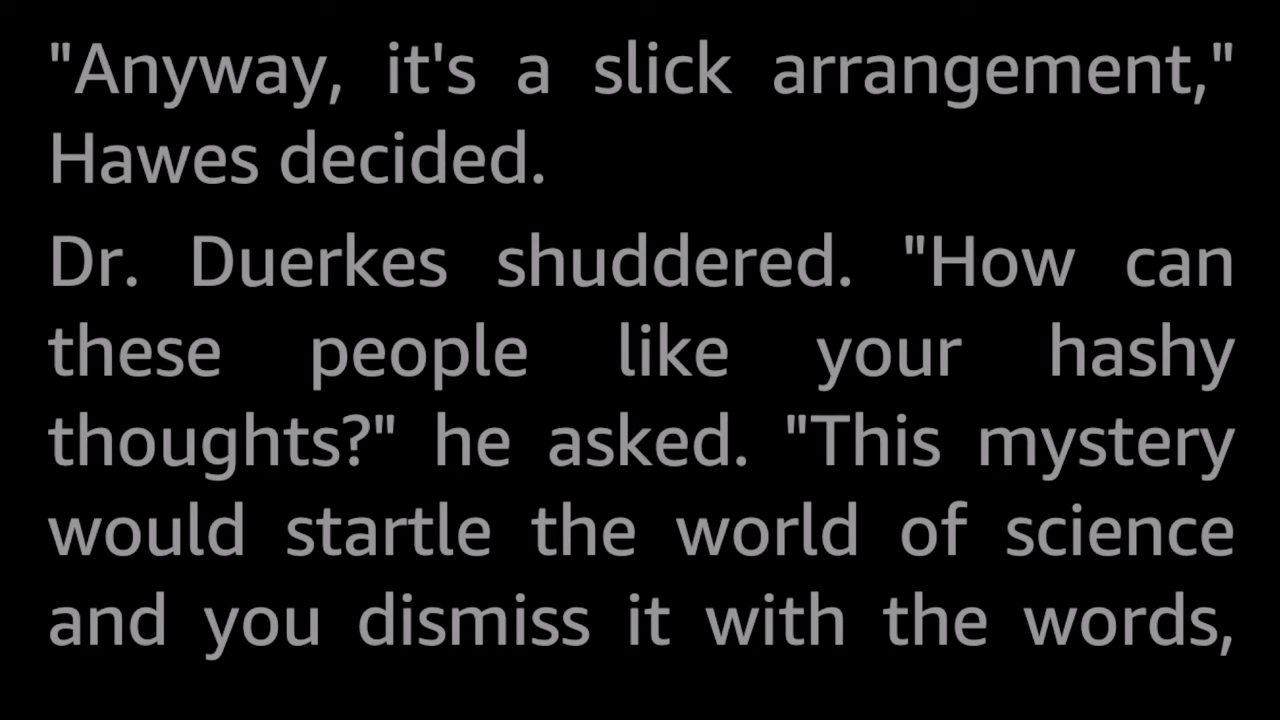 "Anyway, it's a slick arrangement,"
Hawes decided.
Dr. Duerkes shuddered. "How can
these people like your hashy
thoughts?" he asked. "This mystery
would startle the world of science
and you dismiss it with the words,